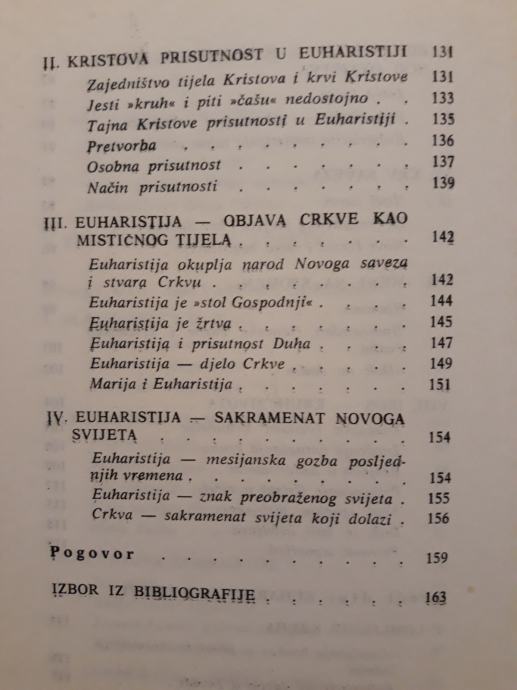 II. KRISTOVA PRISUTNOST U EUHARISTIJI 131
Zajedništvo tijela Kristova i krvi Kristove 131
Jesti »kruh« i piti »čašu« nedostojno . . 133
Tajna Kristove prisutnosti u Euharistiji . 135
Pretvorba . . . . . . . 136
Osobna prisutnost . . . . . 137
Način prisutnosti . . . . . 139
III. EUHARISTIJA — OBJAVA CRKVE KAO
MISTIČNOG TIJELA . . . . . . 142
Euharistija okuplja narod Novoga saveza
i stvara Crkvu . . . . . . 142
Euharistija je »stol Gospodnji« . . . 144
Euharistija je žrtva . . . . . 145
Euharistija i prisutnost Duha . . . 147
Euharistija — djelo Crkve . . . . 149
Marija i Euharistija . . . . . 151
IV. EUHARISTIJA — SAKRAMENAT NOVOGA
SVIJETA . . . . . . . . 154
Euharistija — mesijanska gozba posljed-
njih vremena . . . . . . 154
Euharistija — znak preobraženog svijeta . 155
Crkva — sakramenat svijeta koji dolazi . 156
Pogovor . . . . . . . . 159
IZBOR IZ BIBLIOGRAFIJE . . . . . 163